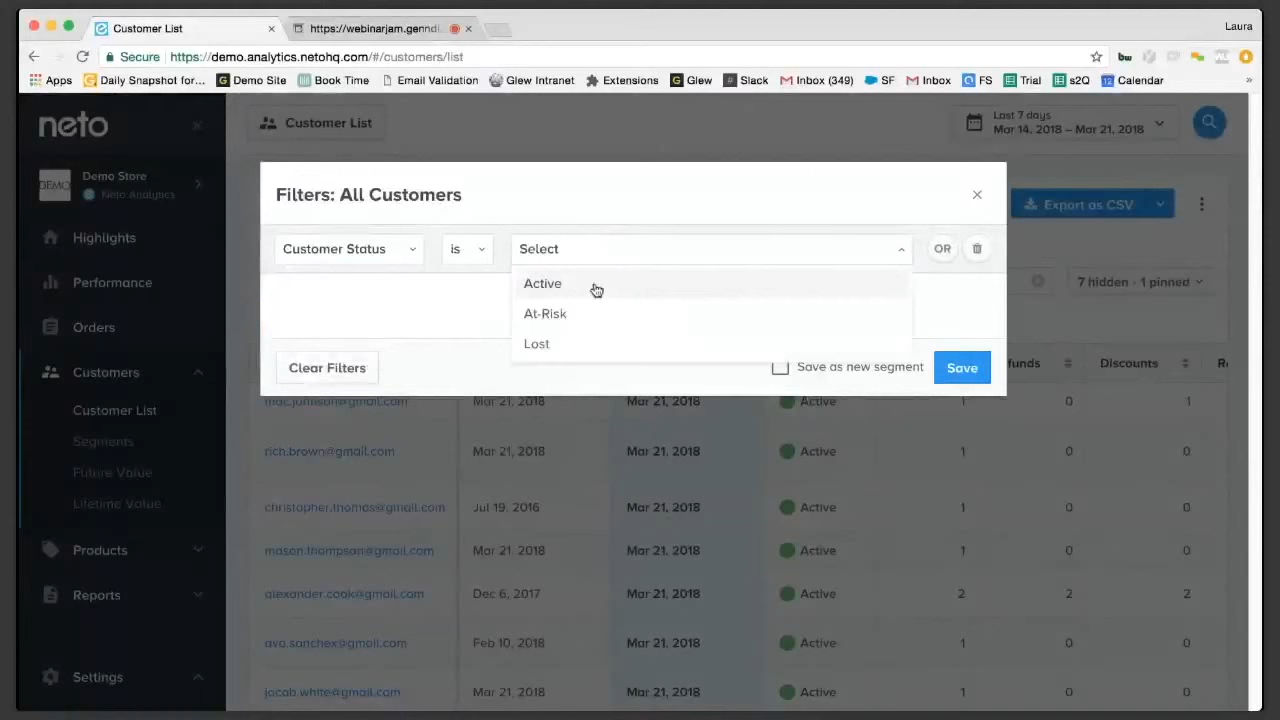 Customer List
https://webinarjam.genndi...
Laura
Secure
https://demo.analytics.netohq.com/#/customers/list
bw
Apps
Daily Snapshot for...
Demo Site
Book Time
Email Validation
Glew Intranet
Extensions
Glew
Slack
Inbox (349)
SF
Inbox
FS
Trial
s2Q
Calendar
neto
Customer List
Last 7 days
Mar 14, 2018 – Mar 21, 2018
DEMO
Demo Store
Neto Analytics
Highlights
Performance
Orders
Customers
Customer List
Segments
Future Value
Lifetime Value
Products
Reports
Settings
Export as CSV
7 hidden - 1 pinned
Filters: All Customers
Customer Status
is
Select
OR
Active
At-Risk
Lost
Clear Filters
Save as new segment
Save
funds
Discounts
Mar 21, 2018 Mar 21, 2018 Active 1 0 1
rich.brown@gmail.com Mar 21, 2018 Mar 21, 2018 Active 1 0 0
christopher.thomas@gmail.com Jul 19, 2016 Mar 21, 2018 Active 1 0 0
mason.thompson@gmail.com Mar 21, 2018 Mar 21, 2018 Active 1 0 0
alexander.cook@gmail.com Dec 6, 2017 Mar 21, 2018 Active 2 2 2
ava.sanchex@gmail.com Feb 10, 2018 Mar 21, 2018 Active 1 0 0
jacob.white@gmail.com Mar 21, 2018 Mar 21, 2018 Active 1 0 0